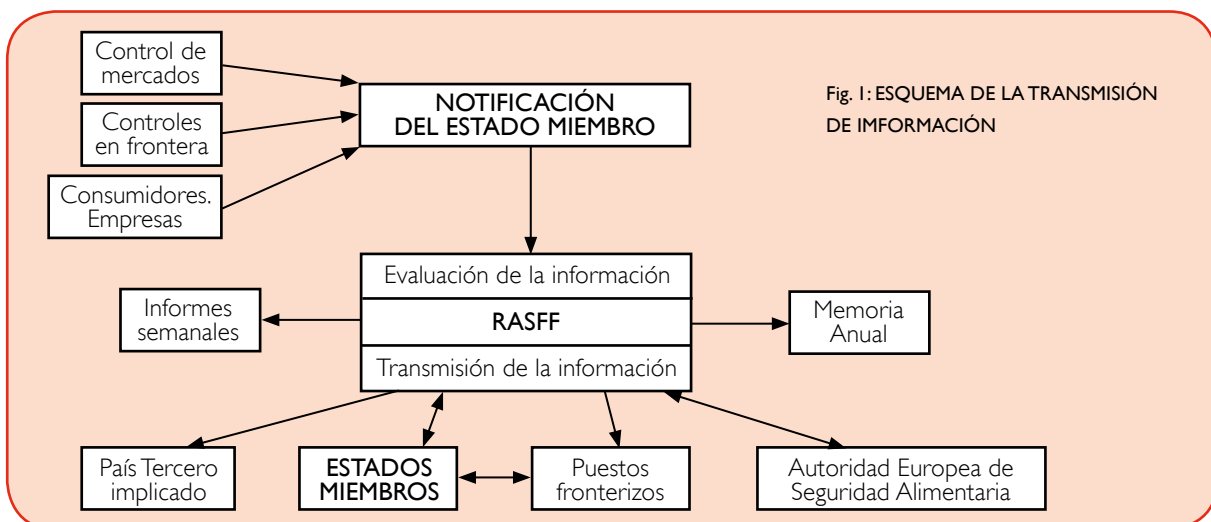 Control de
mercados
Controles
en frontera
Consumidores.
Empresas
NOTIFICACIÓN
DEL ESTADO MIEMBRO
Fig. 1: ESQUEMA DE LA TRANSMISIÓN
DE IMFORMACIÓN
Evaluación de la información
RASFF
Transmisión de la información
Informes
semanales
Memoria
Anual
País Tercero
implicado
ESTADOS
MIEMBROS
Puestos
fronterizos
Autoridad Europea de
Seguridad Alimentaria